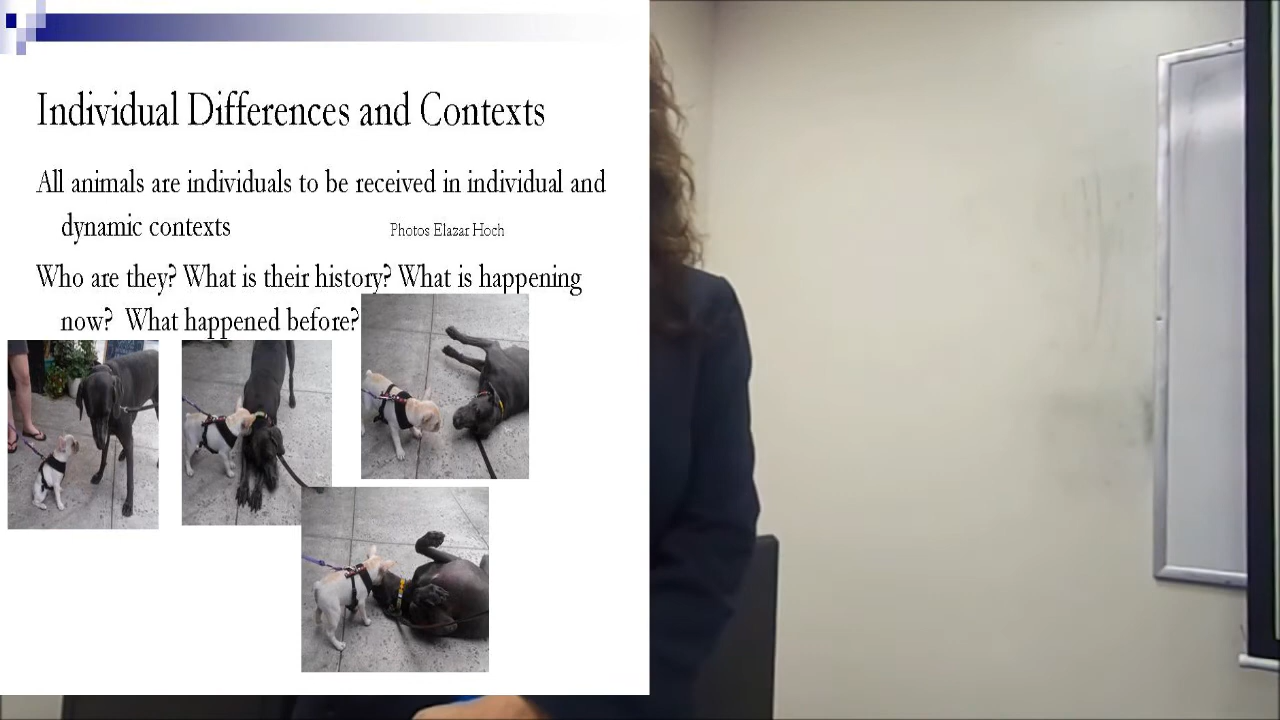 Individual Differences and Contexts
All animals are individuals to be received in individual and
dynamic contexts
Photos Elazar Hoch
Who are they? What is their history? What is happening
now? What happened before?